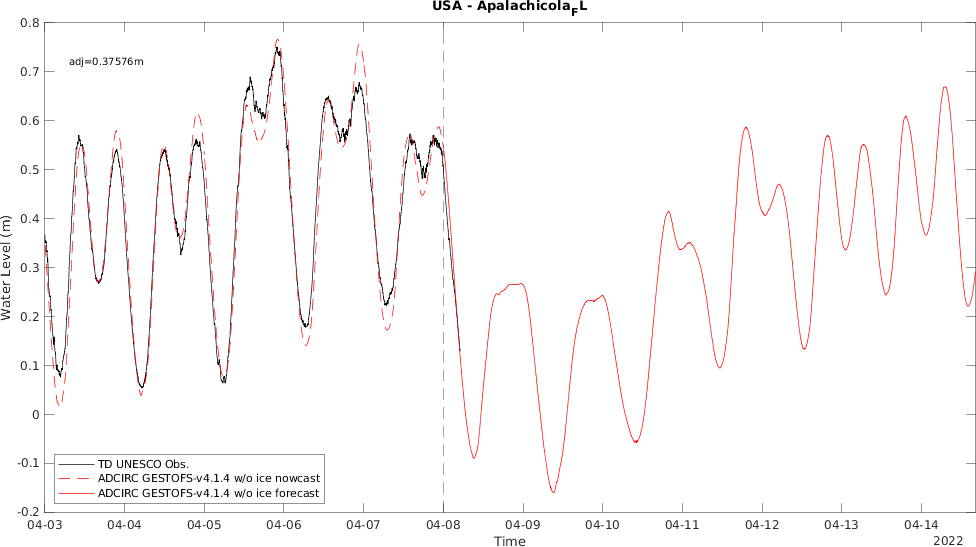 USA - Apalachicola_FL
0.8
0.7
0.6
0.5
0.4
0.3
0.2
0.1
0
-0.1
-0.2
Water Level (m)
adj=0.37576m
TD UNESCO Obs.
ADCIRC GESTOFS-v4.1.4 w/o ice nowcast
ADCIRC GESTOFS-v4.1.4 w/o ice forecast
04-03 04-04 04-05 04-06 04-07 04-08 04-09 04-10 04-11 04-12 04-13 04-14
Time
2022